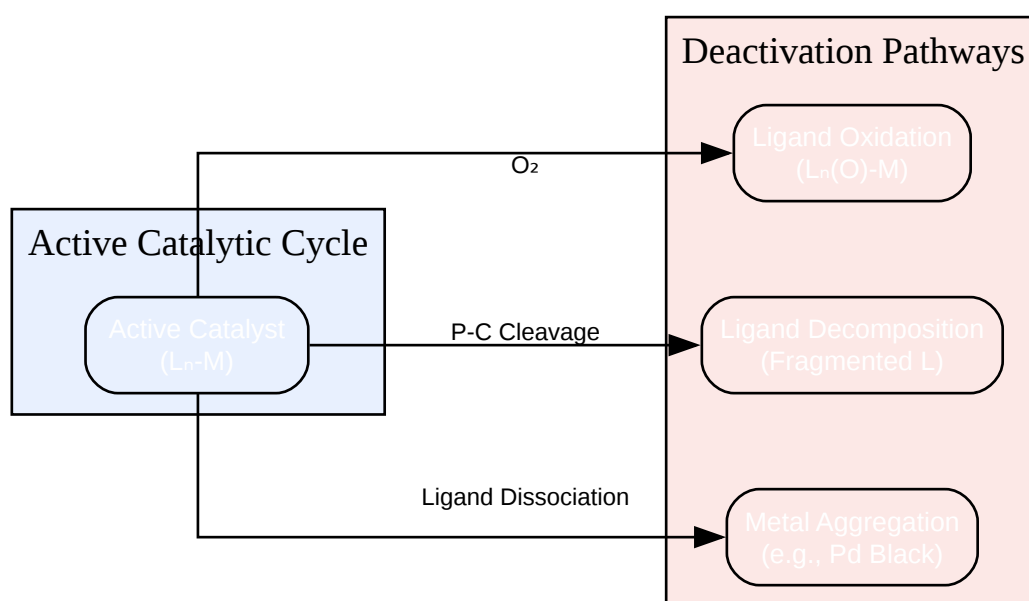 Deactivation Pathways
Ligand Oxidation
(Lₙ(O)-M)
O₂
Active Catalytic Cycle
Active Catalyst
(Lₙ-M)
P-C Cleavage
Ligand Decomposition
(Fragmented L)
Ligand Dissociation
Metal Aggregation
(e.g., Pd Black)